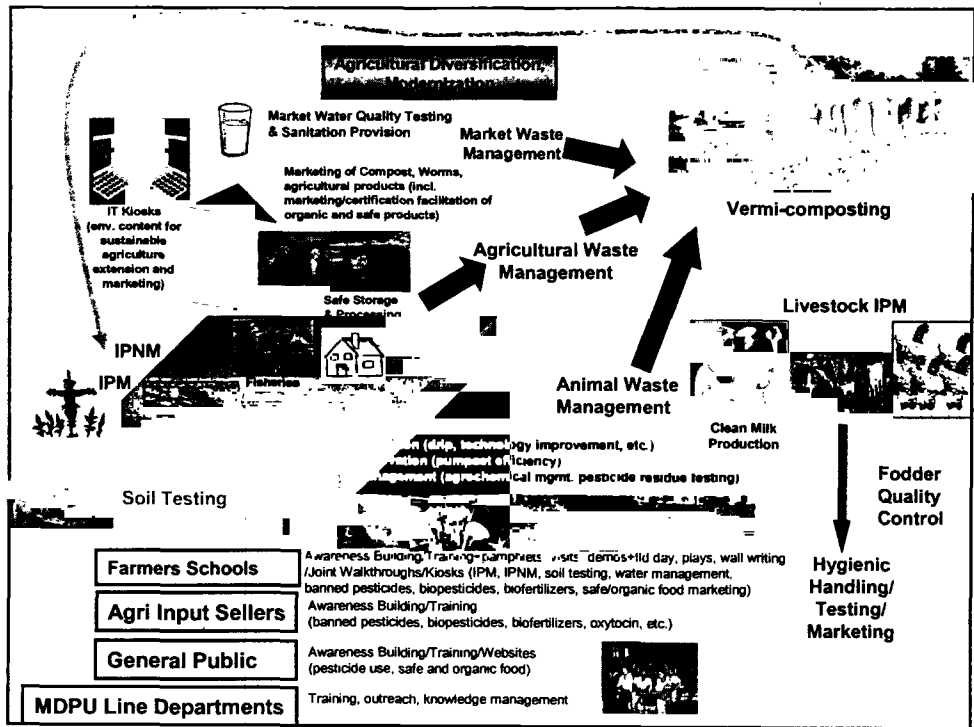 Agricultural Diversification,
Modernization
Market Water Quality Testing
& Sanitation Provision
Market Waste
Management
Marketing of Compost, Worms,
agricultural products (incl.
marketing/certification facilitation of
organic and safe products)
IT Kiosks
(env. content for
sustainable
agriculture
extension and
marketing)
Vermi-composting
Agricultural Waste
Management
Safe Storage
& Processing
Livestock IPM
IPNM
IPM
Fisheries
Animal Waste
Management
Clean Milk
Production
(drip, technology improvement, etc.)
(pumpset efficiency)
mgmt. pesticide residue testing)
Soil Testing
Fodder
Quality
Control
Hygienic
Handling/
Testing/
Marketing
Farmers Schools
Awareness Building/Training- pamphlets visits demos+fld day, plays, wall writing
/Joint Walkthroughs/Kiosks (IPM, IPNM, soil testing, water management,
banned pesticides, biopesticides, biofertilizers, safe/organic food marketing)
Agri Input Sellers
Awareness Building/Training
(banned pesticides, biopesticides, biofertilizers, oxytocin, etc.)
General Public
Awareness Building/Training/Websites
(pesticide use, safe and organic food)
MDPU Line Departments
Training, outreach, knowledge management